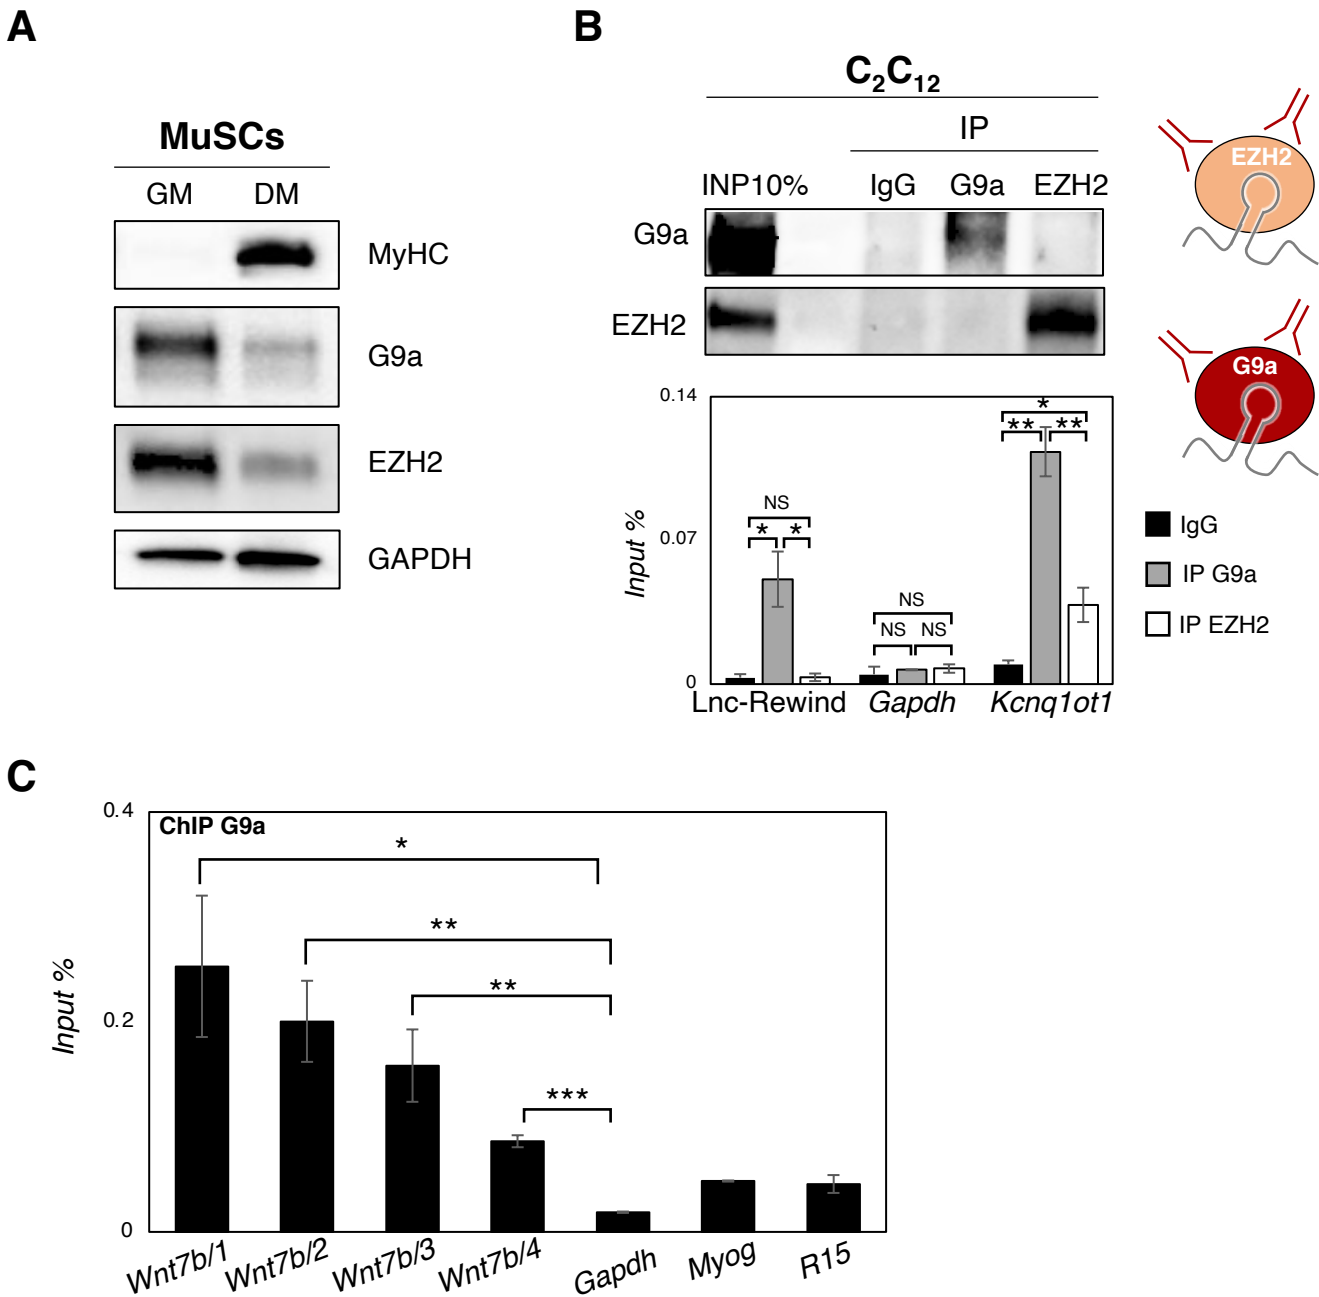 A
MuSCs
GM DM
MyHC
G9a
EZH2
GAPDH
B
C2C12
IP
INP10% IgG G9a EZH2
G9a
EZH2
EZH2
G9a
0.14
0.07
0
Input %
NS
* *
NS
NS NS
*
** **
Lnc-Rewind Gapdh Kcnq1ot1
IgG
IP G9a
IP EZH2
C
ChIP G9a
0.4
0.2
0
Input %
*
**
**
***
Wnt7b/1 Wnt7b/2 Wnt7b/3 Wnt7b/4 Gapdh Myog R15